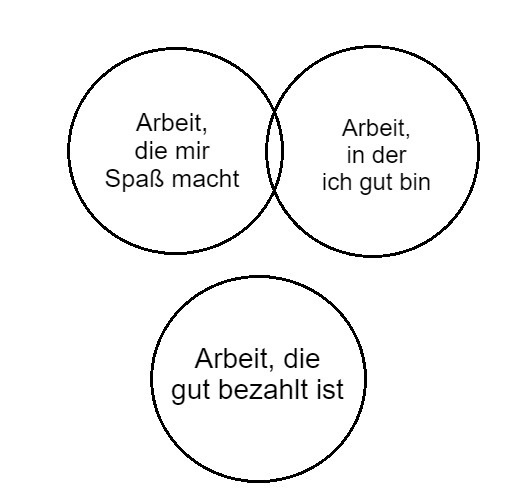 Arbeit,
die mir
Spaß macht
Arbeit,
in der
ich gut bin
Arbeit, die
gut bezahlt ist